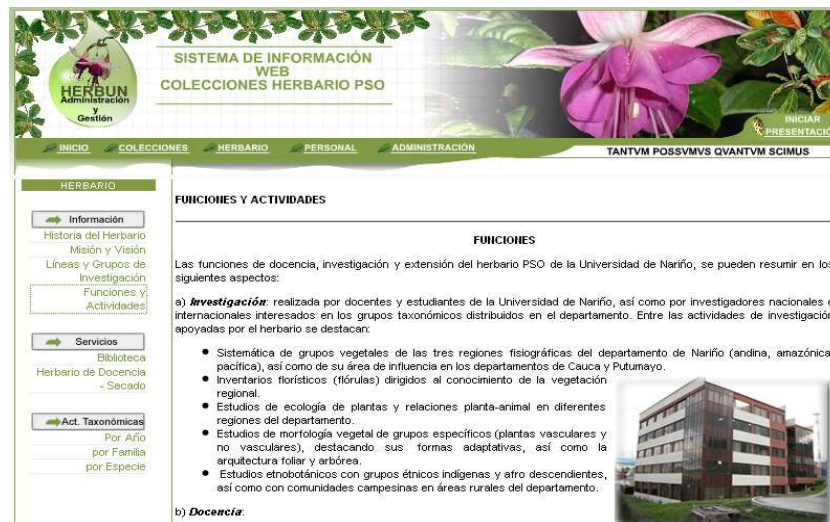 HERBUN
Administración
y
Gestión
SISTEMA DE INFORMACIÓN
WEB
COLECCIONES HERBARIO PSO
INICIAR
PRESENTACIÓ
INICIO
COLECCIONES
HERBARIO
PERSONAL
ADMINISTRACIÓN
TANTVM POSSVMVS QVANTVM SCIMUS
HERBARIO
Información
Historia del Herbario
Misión y Visión
Líneas y Grupos de
Investigación
Funciones y
Actividades
Servicios
Biblioteca
Herbario de Docencia
- Secado
Act. Taxonómicas
Por Año
por Familia
por Especie
FUNCIONES Y ACTIVIDADES
FUNCIONES
Las funciones de docencia, investigación y extensión del herbario PSO de la Universidad de Nariño, se pueden resumir en los
siguientes aspectos:
a) Investigación: realizada por docentes y estudiantes de la Universidad de Nariño, así como por investigadores nacionales e
internacionales interesados en los grupos taxonómicos distribuidos en el departamento. Entre las actividades de investigación
apoyadas por el herbario se destacan:
• Sistemática de grupos vegetales de las tres regiones fisiográficas del departamento de Nariño (andina, amazónica
pacífica), así como de su área de influencia en los departamentos de Cauca y Putumayo.
• Inventarios florísticos (flórulas) dirigidos al conocimiento de la vegetación
regional.
• Estudios de ecología de plantas y relaciones planta-animal en diferentes
regiones del departamento.
• Estudios de morfología vegetal de grupos específicos (plantas vasculares y
no vasculares), destacando sus formas adaptativas, así como la
arquitectura foliar y arbórea.
• Estudios etnobotánicos con grupos étnicos indígenas y afro descendientes,
así como con comunidades campesinas en áreas rurales del departamento.
b) Docencia: